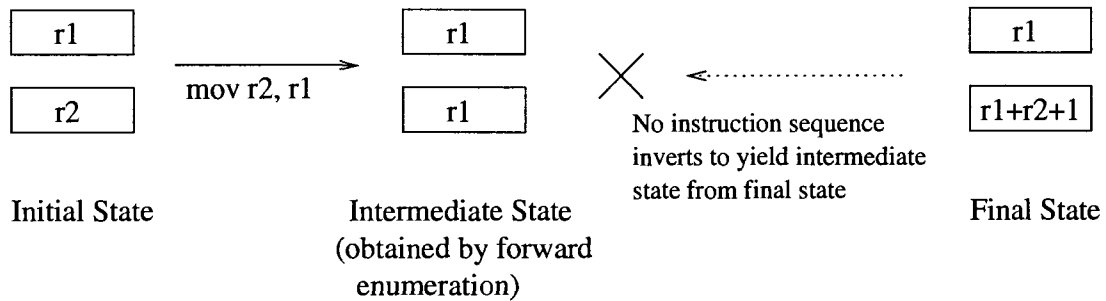 r1
r1
r1
mov r2, r1
r2
r1
r1+r2+1
No instruction sequence
inverts to yield intermediate
state from final state
Initial State
Intermediate State
(obtained by forward
enumeration)
Final State